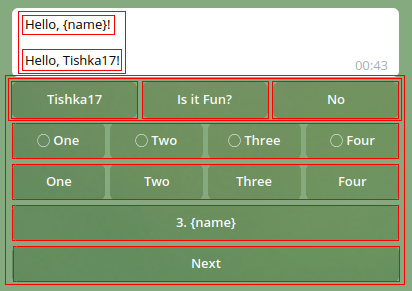 Hello, {name}!
Hello, Tishka17!
00:43
Tishka17 Is it Fun? No
○ One ○ Two ○ Three ○ Four
One Two Three Four
3. {name}
Next